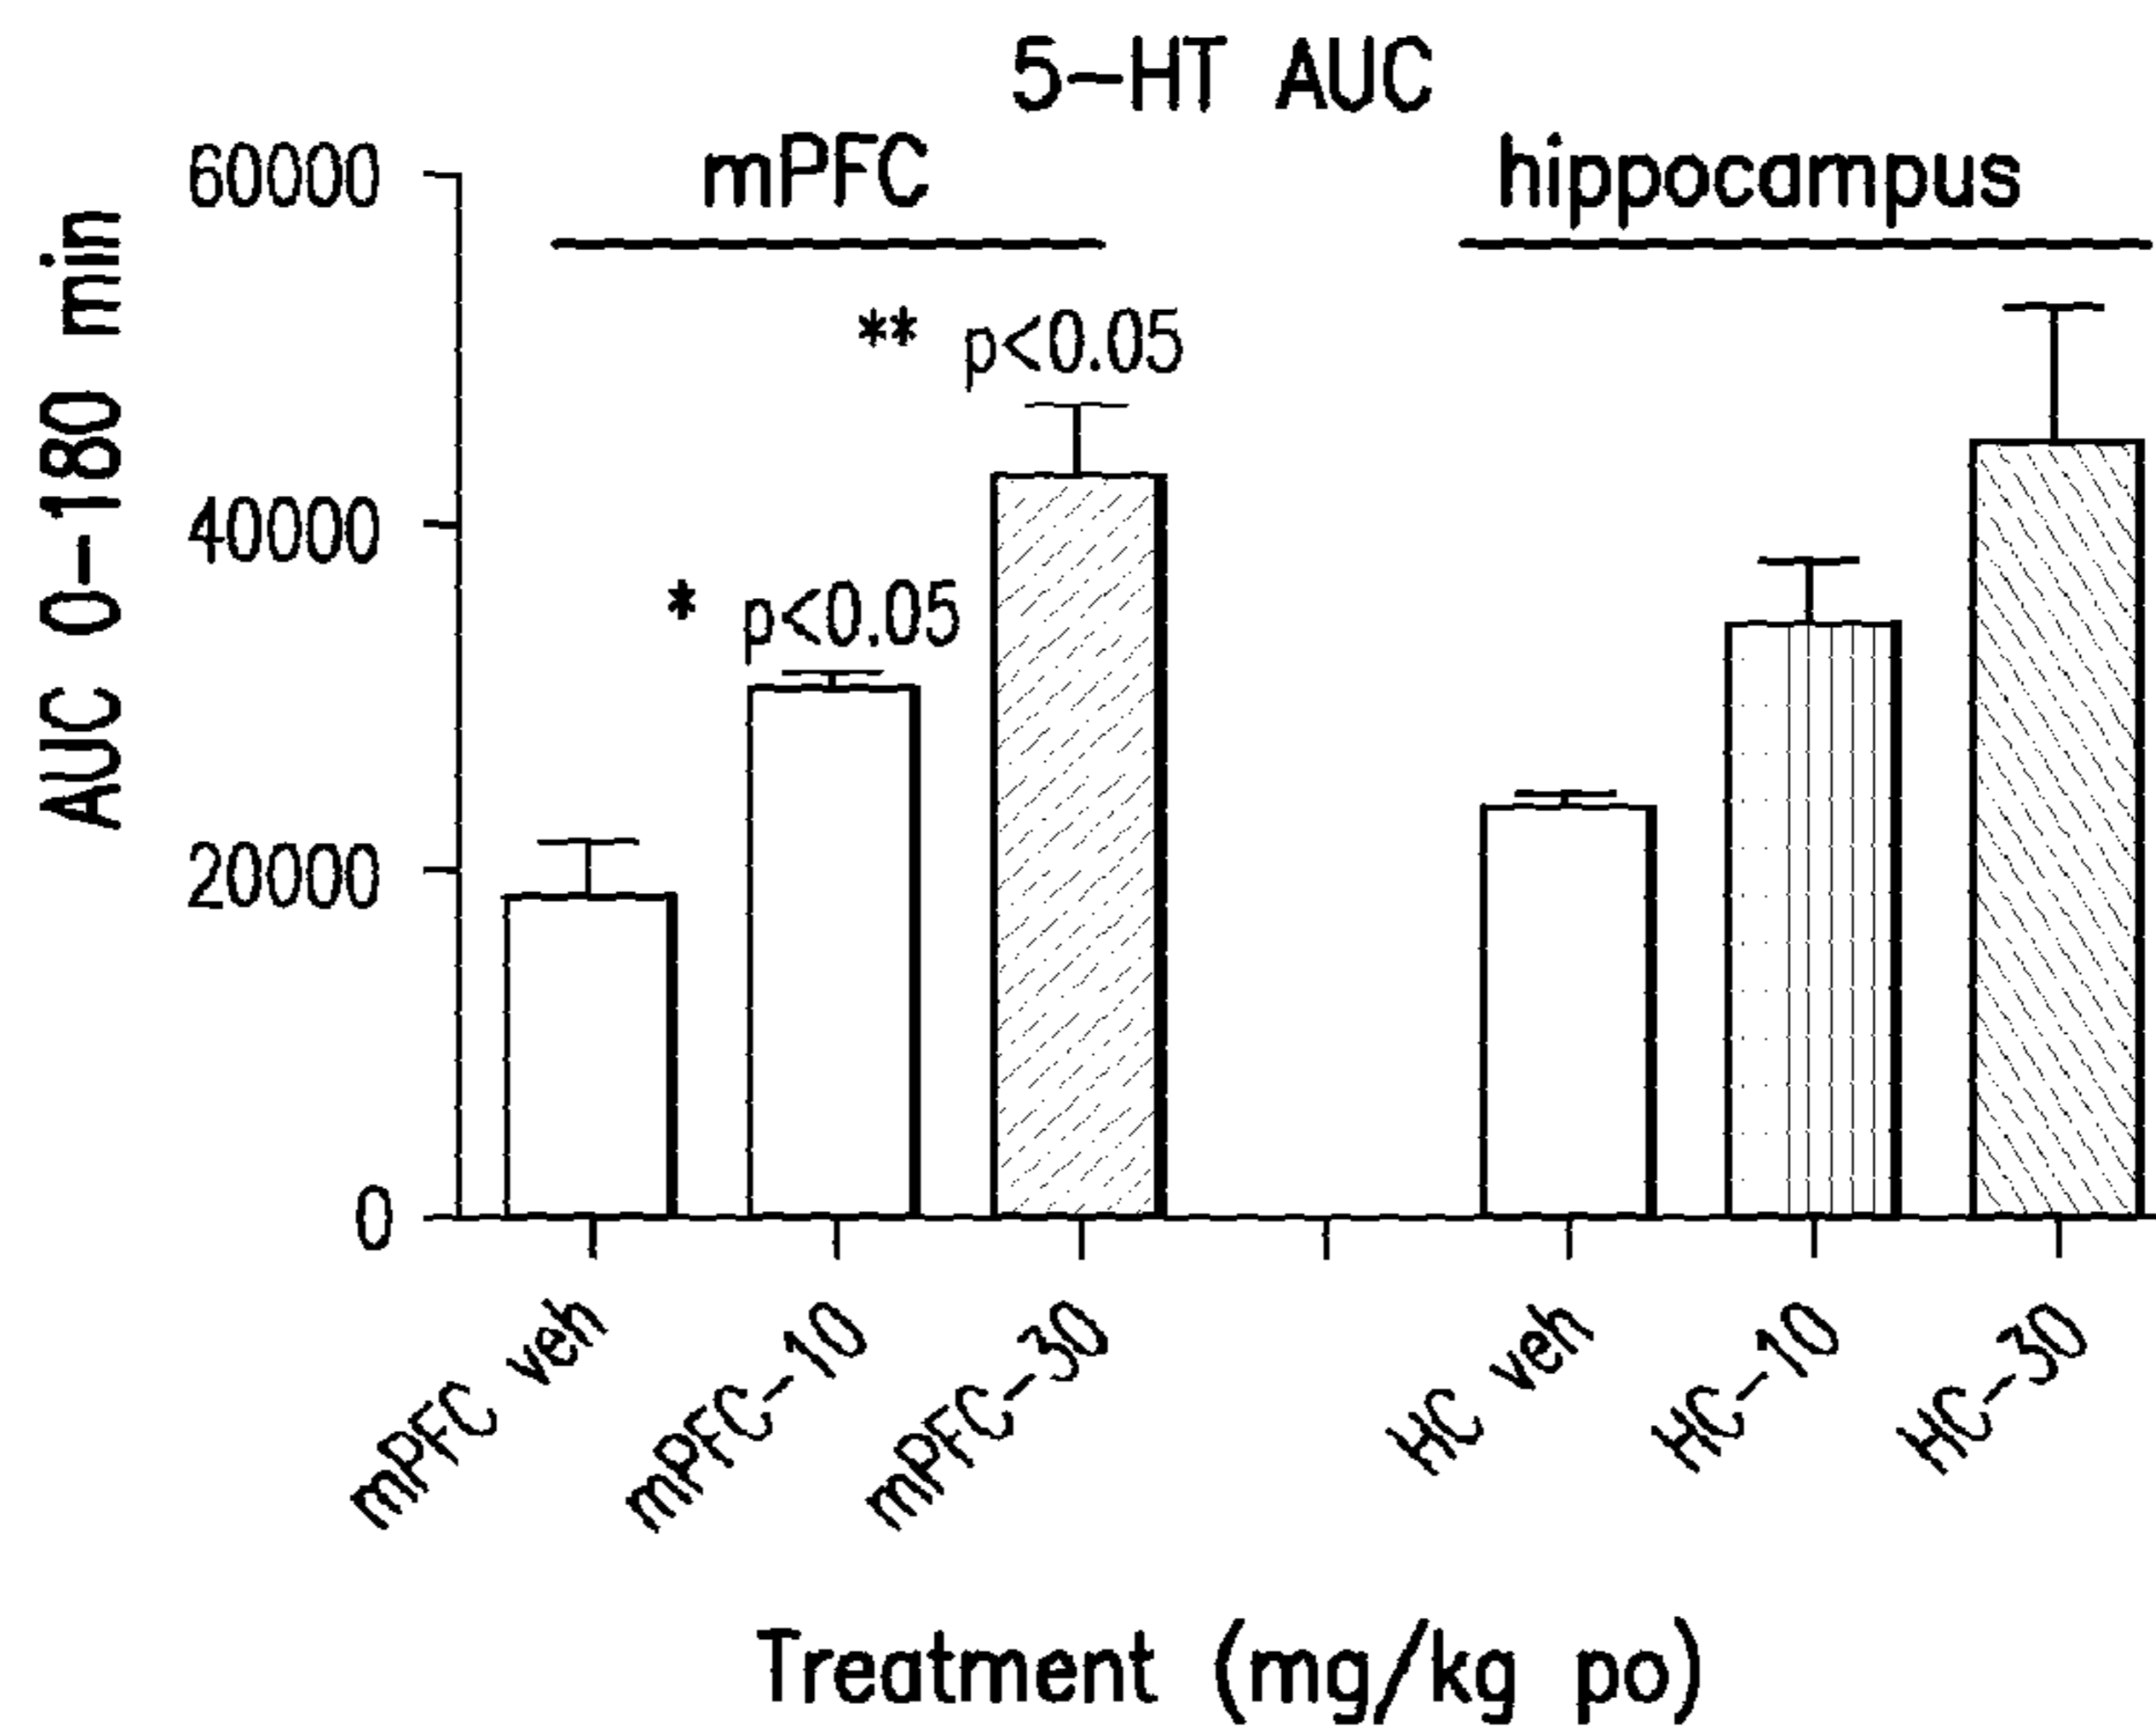 5-HT AUC
mPFC
hippocampus
60000
40000
20000
0
AUC 0-180 min
** p<0.05
* p<0.05
mPFC veh
mPFC-10
mPFC-30
HC veh
HC-10
HC-30
Treatment (mg/kg po)